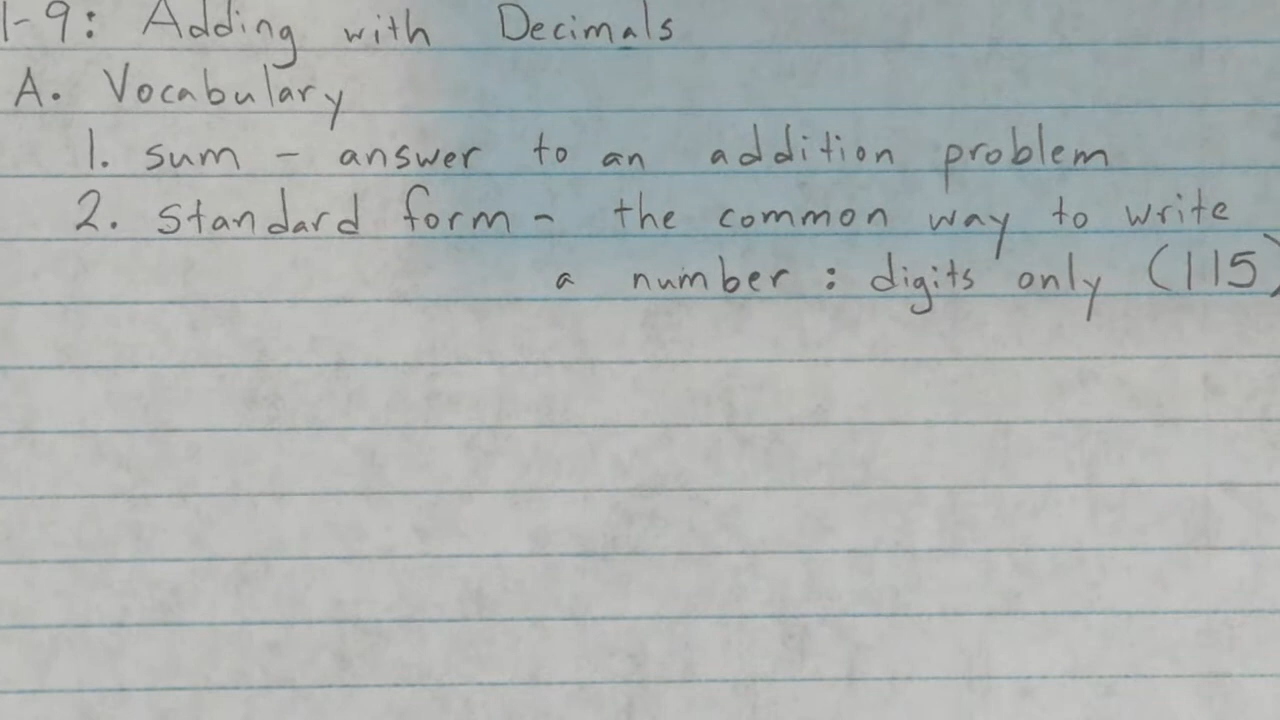 1-9: Adding with Decimals
A. Vocabulary
1. sum - answer to an addition problem
2. standard form - the common way to write
a number : digits only (115)